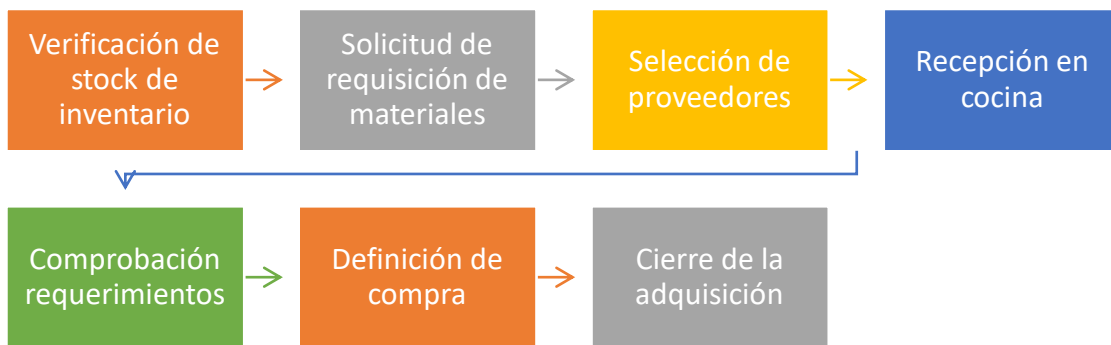 Verificación de
stock de
inventario
Solicitud de
requisición de
materiales
Selección de
proveedores
Recepción en
cocina
Comprobación
requerimientos
Definición de
compra
Cierre de la
adquisición